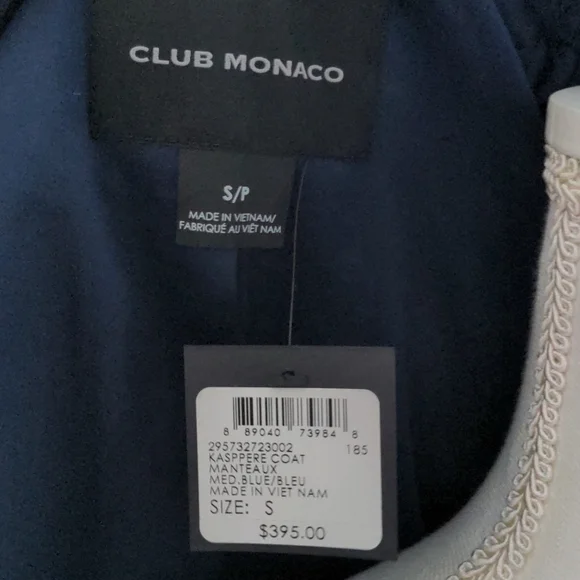 CLUB MONACO
S/P
MADE IN VIETNAM/
FABRIQUÉ AU VIÊT NAM
8 89040 73984 8
295732723002 185
KASPPERE COAT
MANTEAUX
MED.BLUE/BLEU
MADE IN VIET NAM
SIZE: S
$395.00